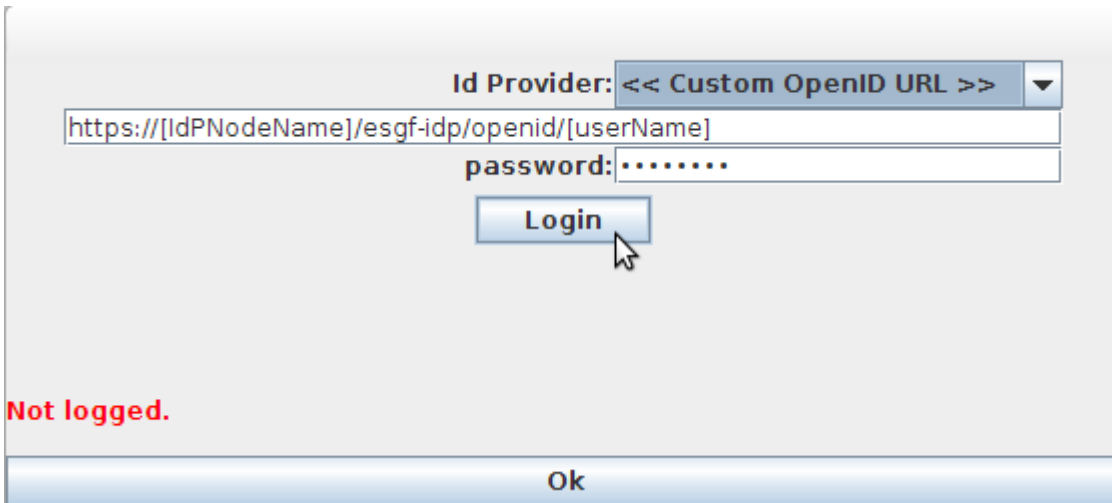 Id Provider: << Custom OpenID URL >>
https://[IdPNodeName]/esgf-idp/openid/[userName]
password: ••••••••
Login
Not logged.
Ok